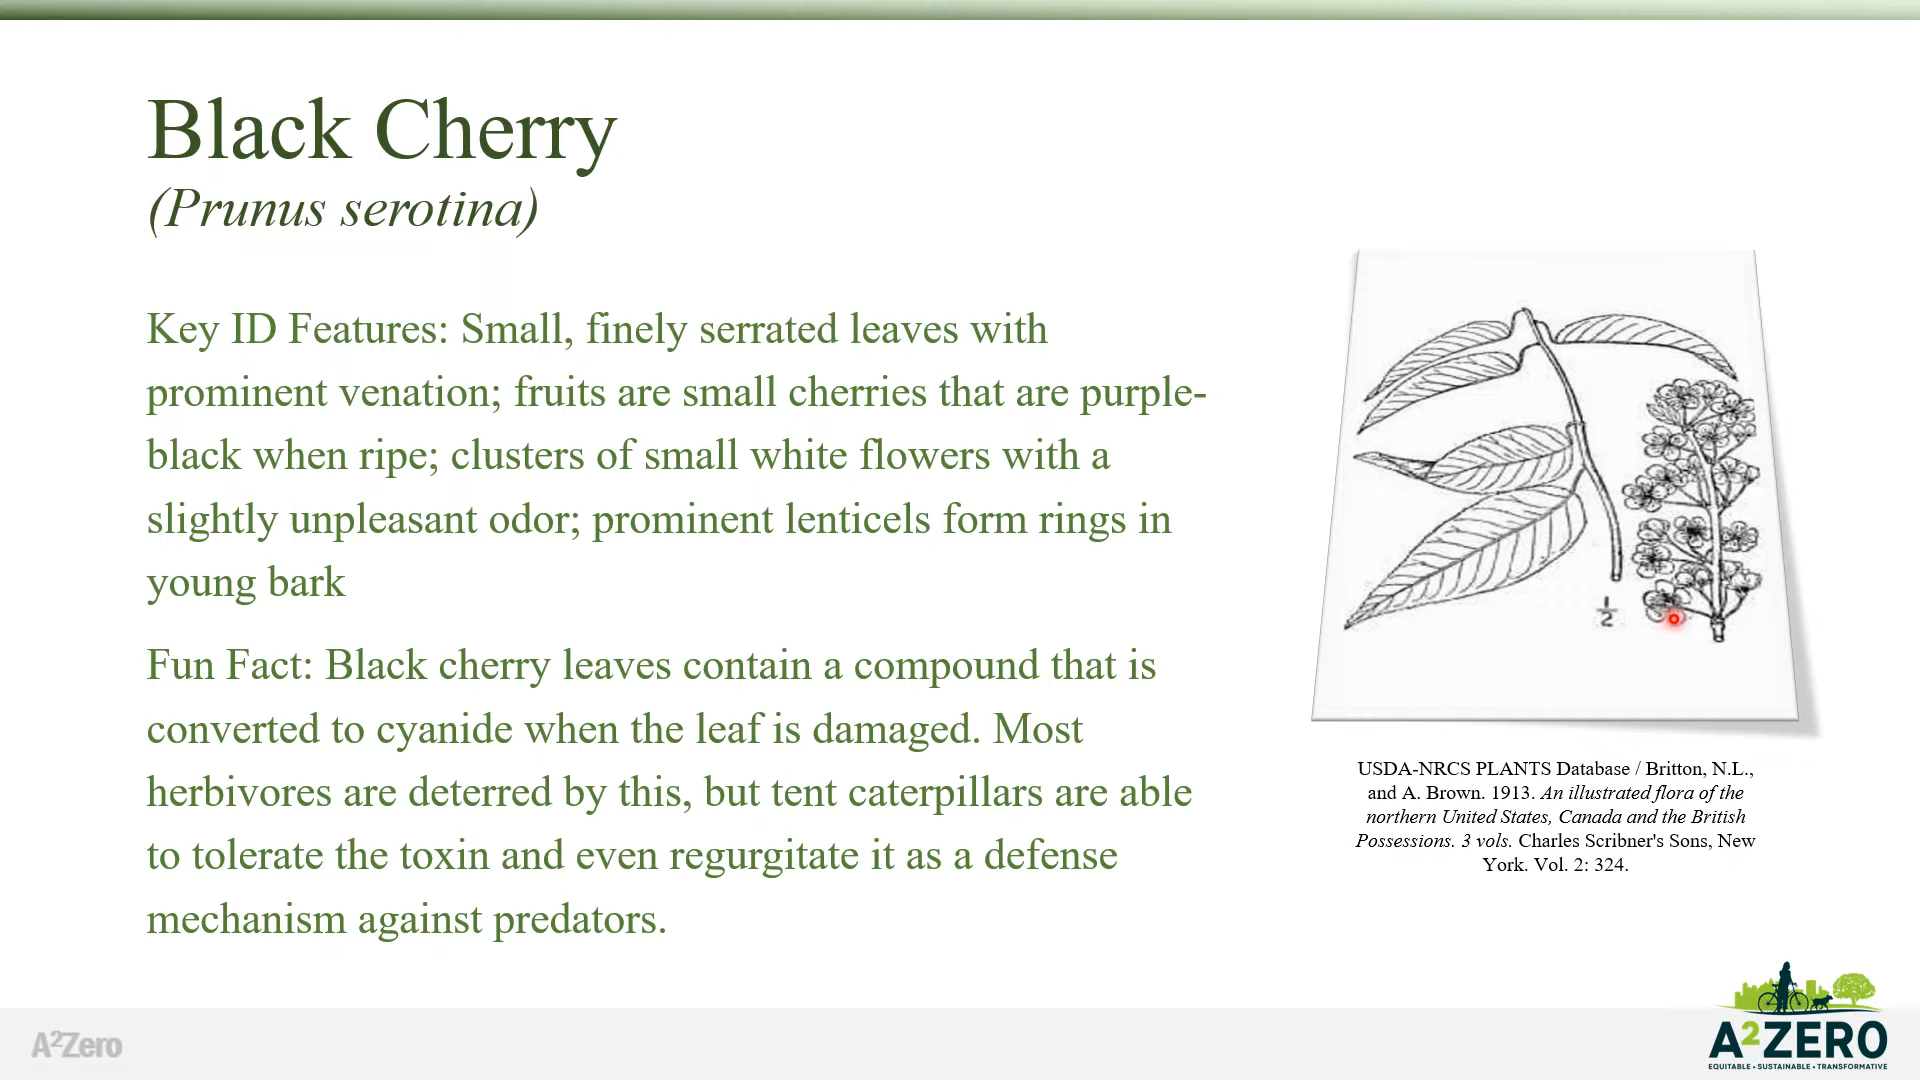 Black Cherry
(Prunus serotina)
Key ID Features: Small, finely serrated leaves with
prominent venation; fruits are small cherries that are purple-
black when ripe; clusters of small white flowers with a
slightly unpleasant odor; prominent lenticels form rings in
young bark
Fun Fact: Black cherry leaves contain a compound that is
converted to cyanide when the leaf is damaged. Most
herbivores are deterred by this, but tent caterpillars are able
to tolerate the toxin and even regurgitate it as a defense
mechanism against predators.
1/2
USDA-NRCS PLANTS Database / Britton, N.L.,
and A. Brown. 1913. An illustrated flora of the
northern United States, Canada and the British
Possessions. 3 vols. Charles Scribner's Sons, New
York. Vol. 2: 324.
A²Zero
A²ZERO
EQUITABLE • SUSTAINABLE • TRANSFORMATIVE